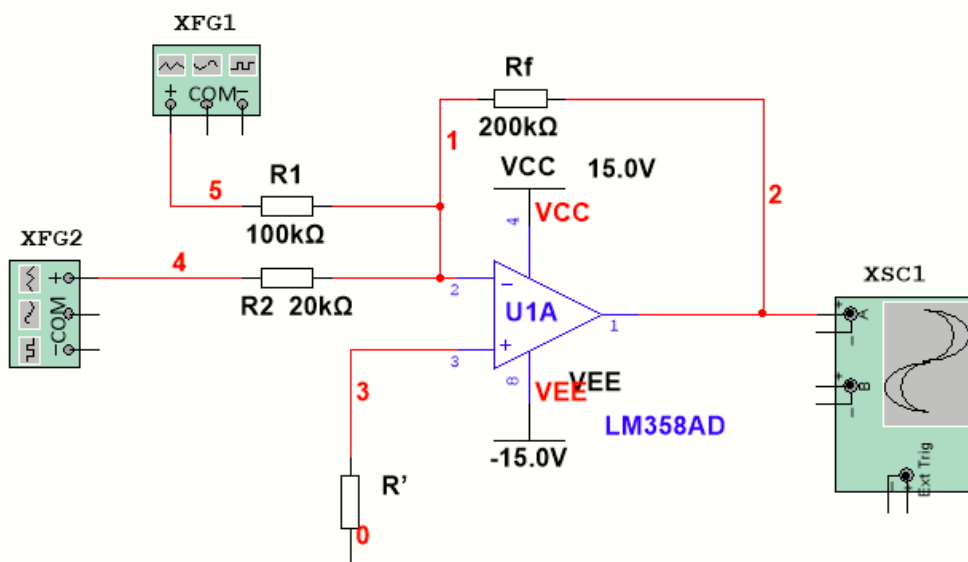 XFG1
+ COM −
Rf
200kΩ
1
VCC 15.0V
R1
5
100kΩ
2
4
VCC
XFG2
+
COM
−
4
R2 20kΩ
2
−
U1A
1
+
3
8
VEE
VEE
3
LM358AD
-15.0V
R’
0
XSC1
+
A
−
+
B
−
Ext Trig
−
+